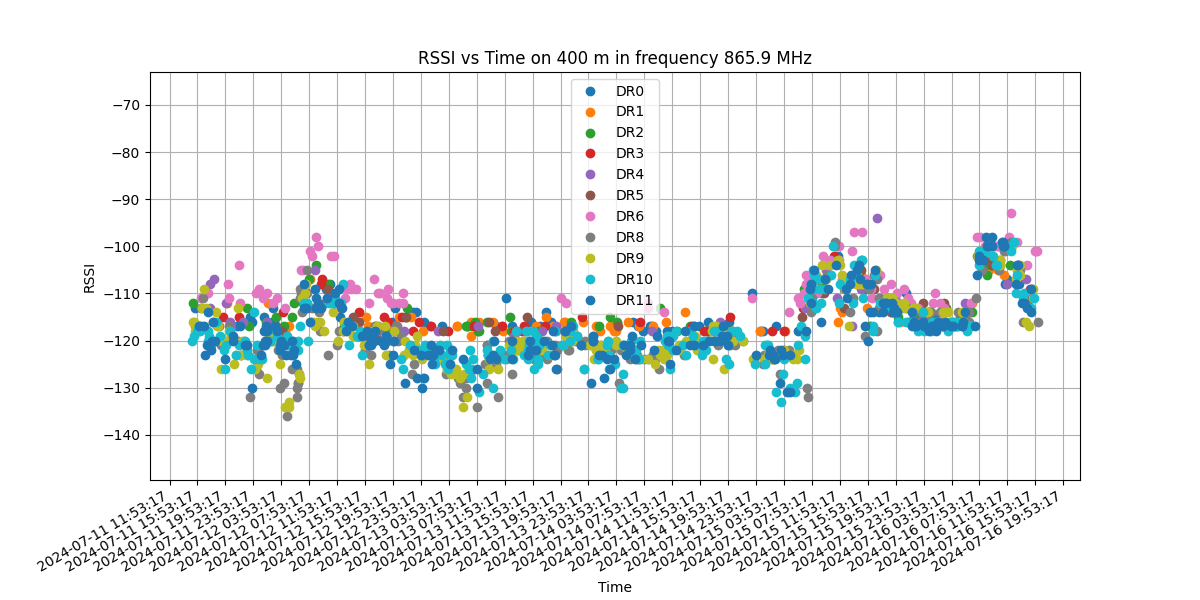 RSSI vs Time on 400 m in frequency 865.9 MHz
RSSI
−70
−80
−90
−100
−110
−120
−130
−140
DR0
DR1
DR2
DR3
DR4
DR5
DR6
DR8
DR9
DR10
DR11
2024-07-11 11:53:17
2024-07-11 15:53:17
2024-07-11 19:53:17
2024-07-11 23:53:17
2024-07-12 03:53:17
2024-07-12 07:53:17
2024-07-12 11:53:17
2024-07-12 15:53:17
2024-07-12 19:53:17
2024-07-12 23:53:17
2024-07-13 03:53:17
2024-07-13 07:53:17
2024-07-13 11:53:17
2024-07-13 15:53:17
2024-07-13 19:53:17
2024-07-13 23:53:17
2024-07-14 03:53:17
2024-07-14 07:53:17
2024-07-14 11:53:17
2024-07-14 15:53:17
2024-07-14 19:53:17
2024-07-14 23:53:17
2024-07-15 03:53:17
2024-07-15 07:53:17
2024-07-15 11:53:17
2024-07-15 15:53:17
2024-07-15 19:53:17
2024-07-15 23:53:17
2024-07-16 03:53:17
2024-07-16 07:53:17
2024-07-16 11:53:17
2024-07-16 15:53:17
2024-07-16 19:53:17
Time